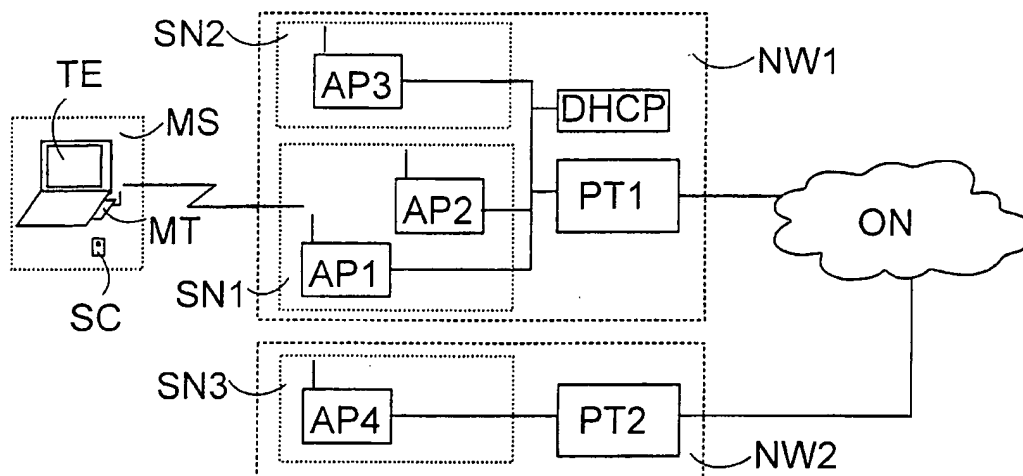 SN2
NW1
TE
AP3
MS
DHCP
AP2
PT1
ON
MT
AP1
SN1
SC
SN3
AP4
PT2
NW2